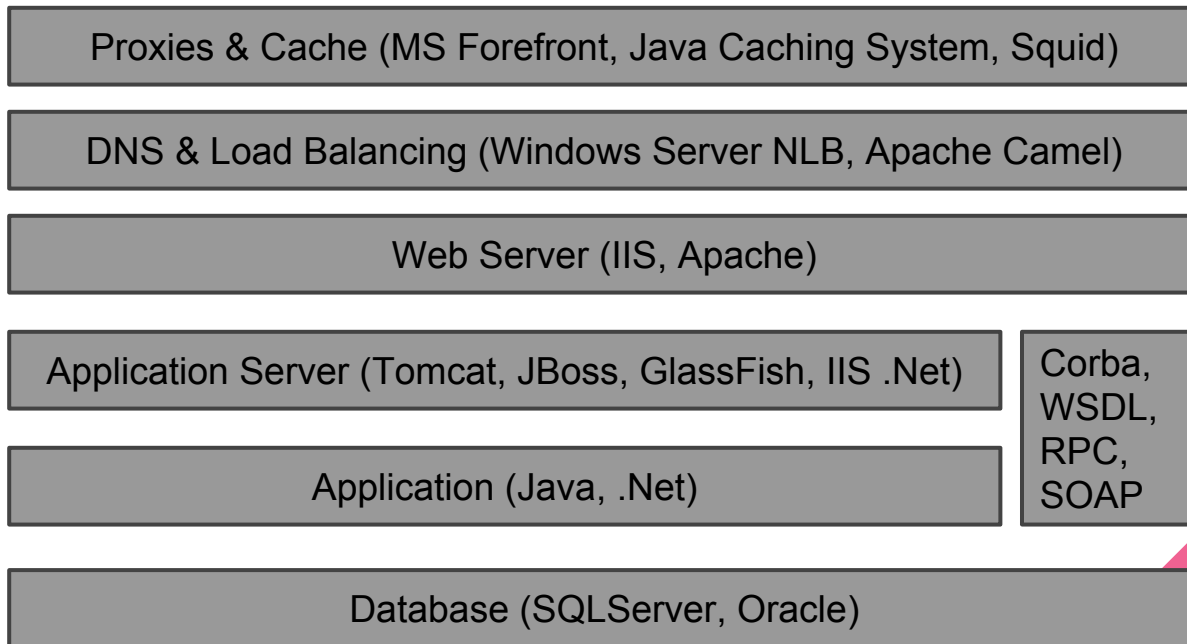 Proxies & Cache (MS Forefront, Java Caching System, Squid)
DNS & Load Balancing (Windows Server NLB, Apache Camel)
Web Server (IIS, Apache)
Application Server (Tomcat, JBoss, GlassFish, IIS .Net)
Application (Java, .Net)
Corba,
WSDL,
RPC,
SOAP
Database (SQLServer, Oracle)